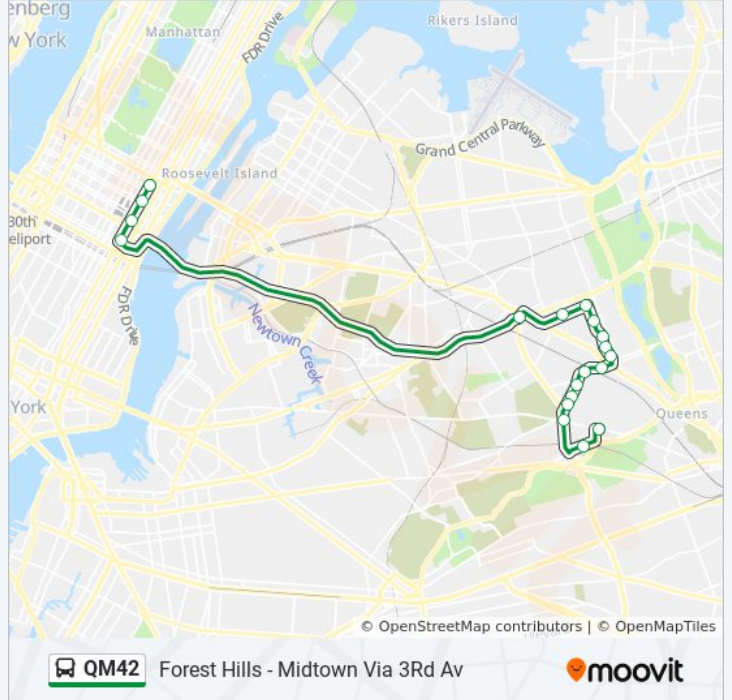 enberg
w York
Manhattan
FDR Drive
Rikers Island
Grand Central Parkway
Roosevelt Island
30th
eliport
FDR Drive
Newtown Creek
York
Queens
© OpenStreetMap contributors | © OpenMapTiles
QM42 Forest Hills - Midtown Via 3Rd Av
moovit